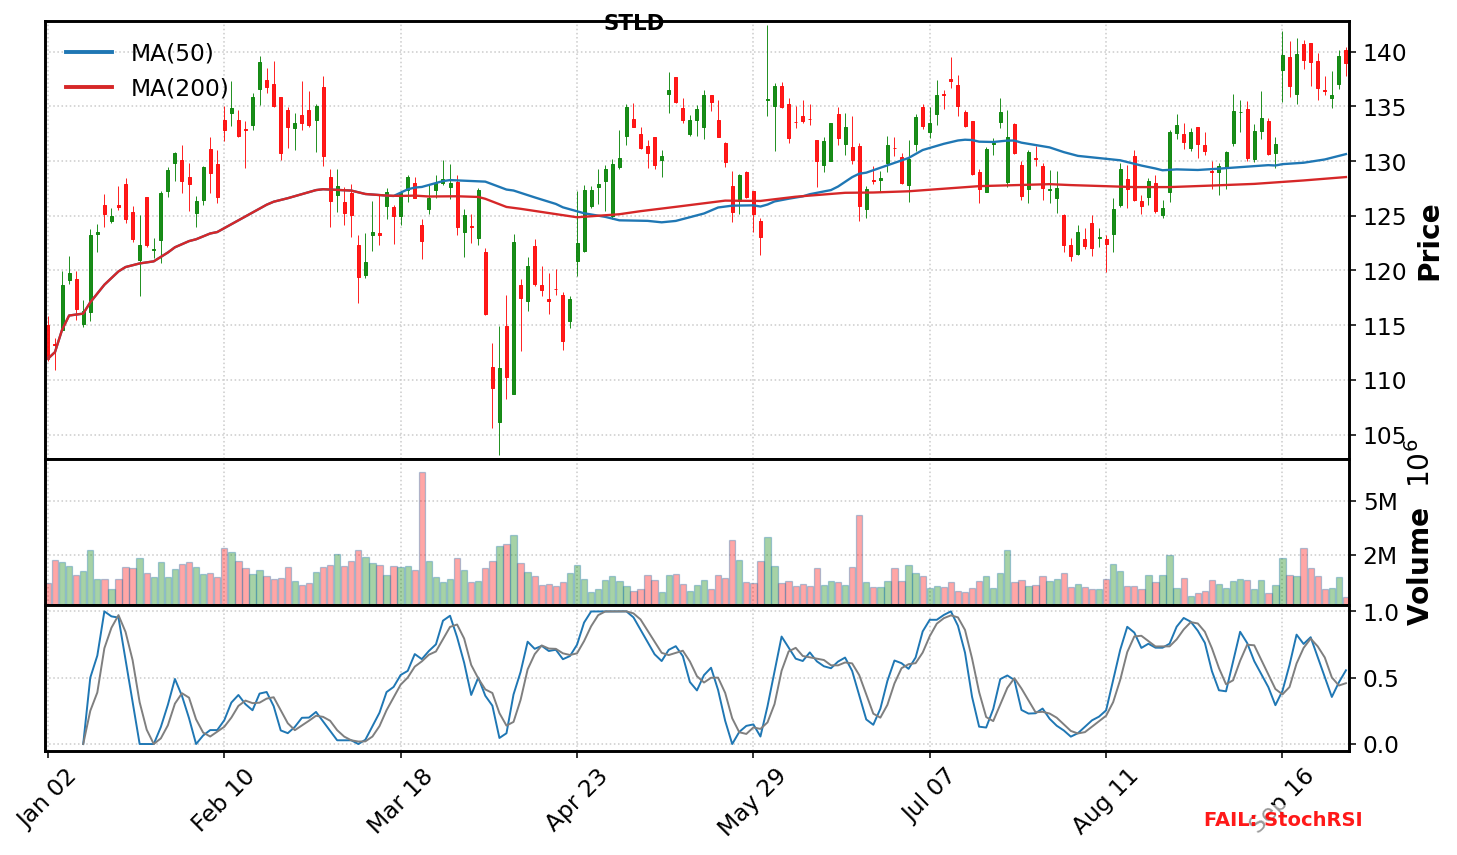 STLD
MA(50)
MA(200)
140
135
130
125
120
115
110
105
Price
10^6
5M
2M
Volume
1.0
0.5
0.0
Jan 02
Feb 10
Mar 18
Apr 23
May 29
Jul 07
Aug 11
Sep 16
FAIL: StochRSI